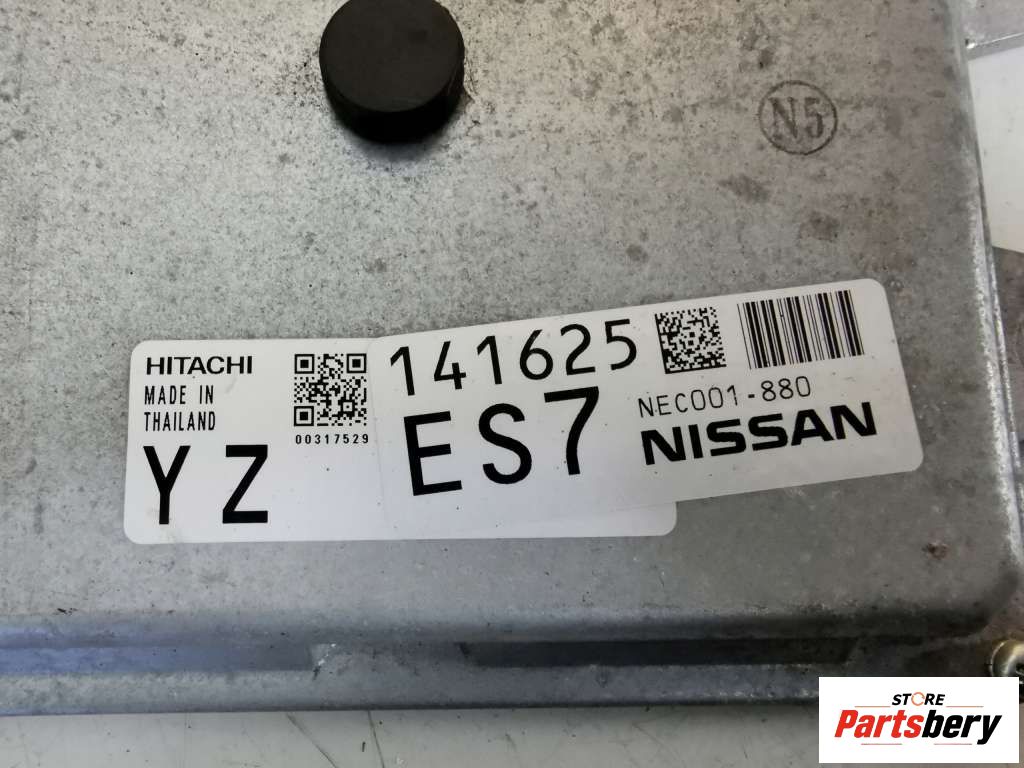 N5
HITACHI
MADE IN
THAILAND
00317529
YZ
141625
ES7
NEC001-880
NISSAN
STORE
Partsbery